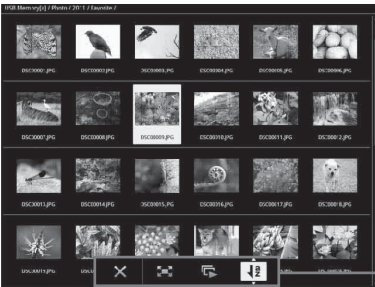 USB Memory[1] / Photo / 2011 / Favorite /
DSC00001.JPG DSC00002.JPG DSC00003.JPG DSC00004.JPG DSC00005.JPG DSC00006.JPG
DSC00007.JPG DSC00008.JPG DSC00009.JPG DSC00010.JPG DSC00011.JPG DSC00012.JPG
DSC00013.JPG DSC00014.JPG DSC00015.JPG DSC00016.JPG DSC00017.JPG DSC00018.JPG
DSC00019.JPG